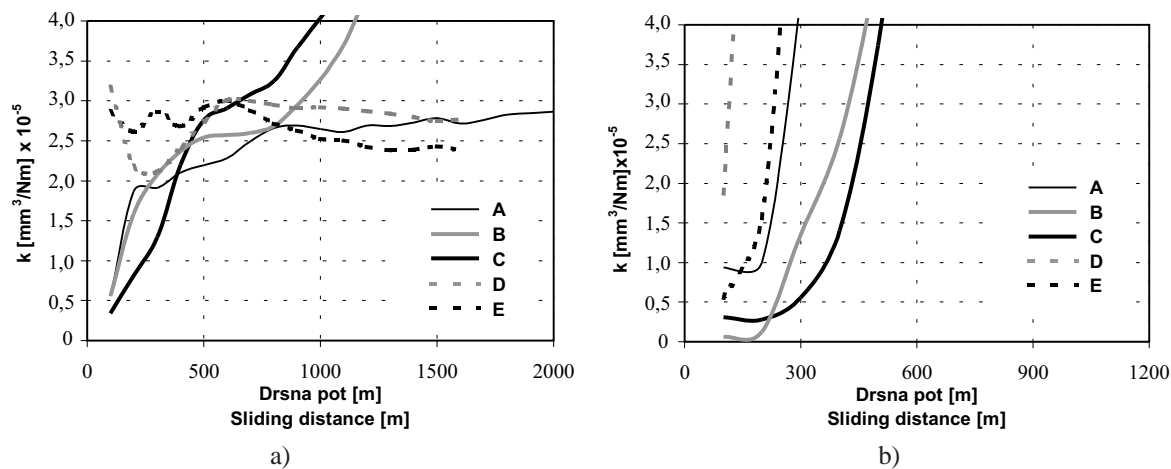 4,0
3,5
3,0
2,5
2,0
1,5
1,0
0,5
0
k [mm³/Nm] x 10⁻⁵
A
B
C
D
E
0 500 1000 1500 2000
Drsna pot [m]
Sliding distance [m]
a)
4,0
3,5
3,0
2,5
2,0
1,5
1,0
0,5
0
k [mm³/Nm]x10⁻⁵
A
B
C
D
E
0 300 600 900 1200
Drsna pot [m]
Sliding distance [m]
b)